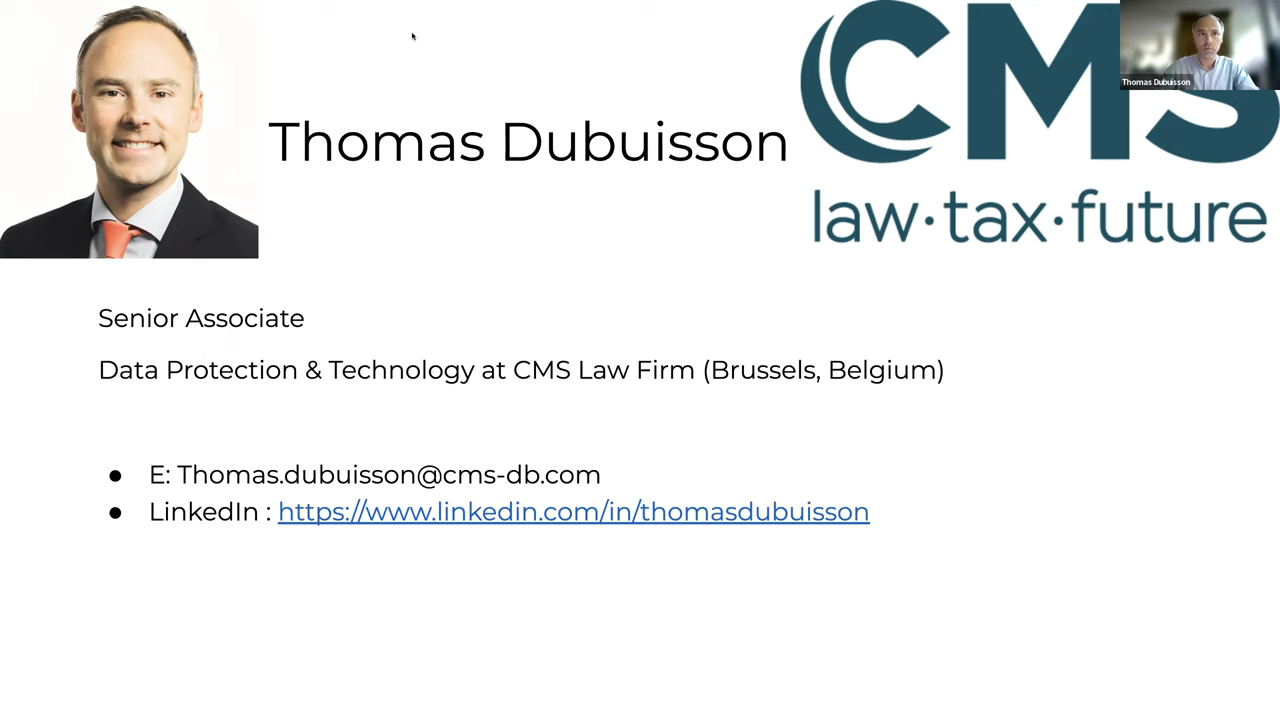 Thomas Dubuisson
CMS
law·tax·future
Thomas Dubuisson
Senior Associate
Data Protection & Technology at CMS Law Firm (Brussels, Belgium)
● E: Thomas.dubuisson@cms-db.com
● LinkedIn : https://www.linkedin.com/in/thomasdubuisson